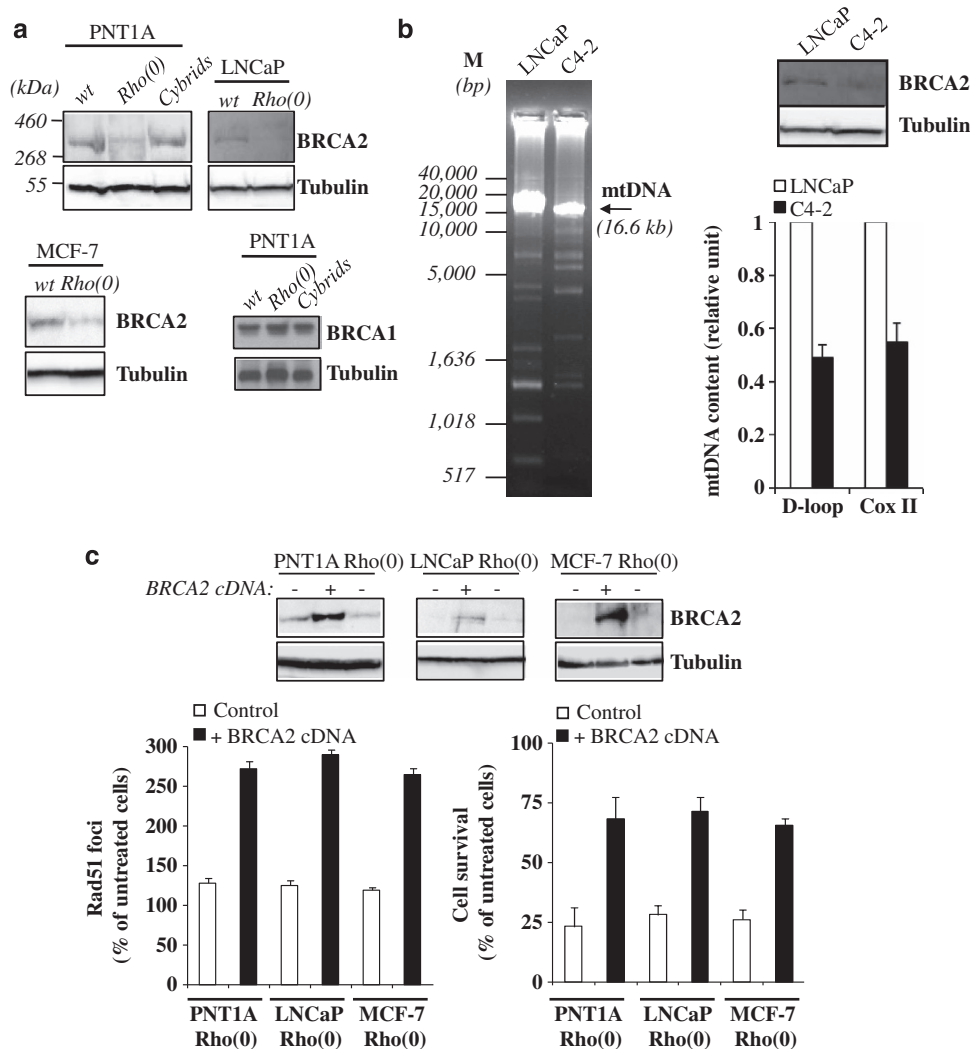 a
PNT1A
(kDa)
wt
Rho(0)
Cybrids
460
268
55
LNCaP
wt Rho(0)
BRCA2
Tubulin
MCF-7
wt Rho(0)
BRCA2
Tubulin
PNT1A
wt
Rho(0)
Cybrids
BRCA1
Tubulin
b
M
(bp)
LNCaP
C4-2
40,000
20,000
15,000
10,000
5,000
1,636
1,018
517
mtDNA
(16.6 kb)
LNCaP
C4-2
BRCA2
Tubulin
LNCaP
C4-2
mtDNA content (relative unit)
1
0.8
0.6
0.4
0.2
0
D-loop Cox II
c
PNT1A Rho(0) LNCaP Rho(0) MCF-7 Rho(0)
BRCA2 cDNA: - + - - + - - + -
BRCA2
Tubulin
Control
+ BRCA2 cDNA
Rad51 foci
(% of untreated cells)
300
250
200
150
100
50
0
PNT1A LNCaP MCF-7
Rho(0) Rho(0) Rho(0)
Control
+ BRCA2 cDNA
Cell survival
(% of untreated cells)
100
75
50
25
0
PNT1A LNCaP MCF-7
Rho(0) Rho(0) Rho(0)